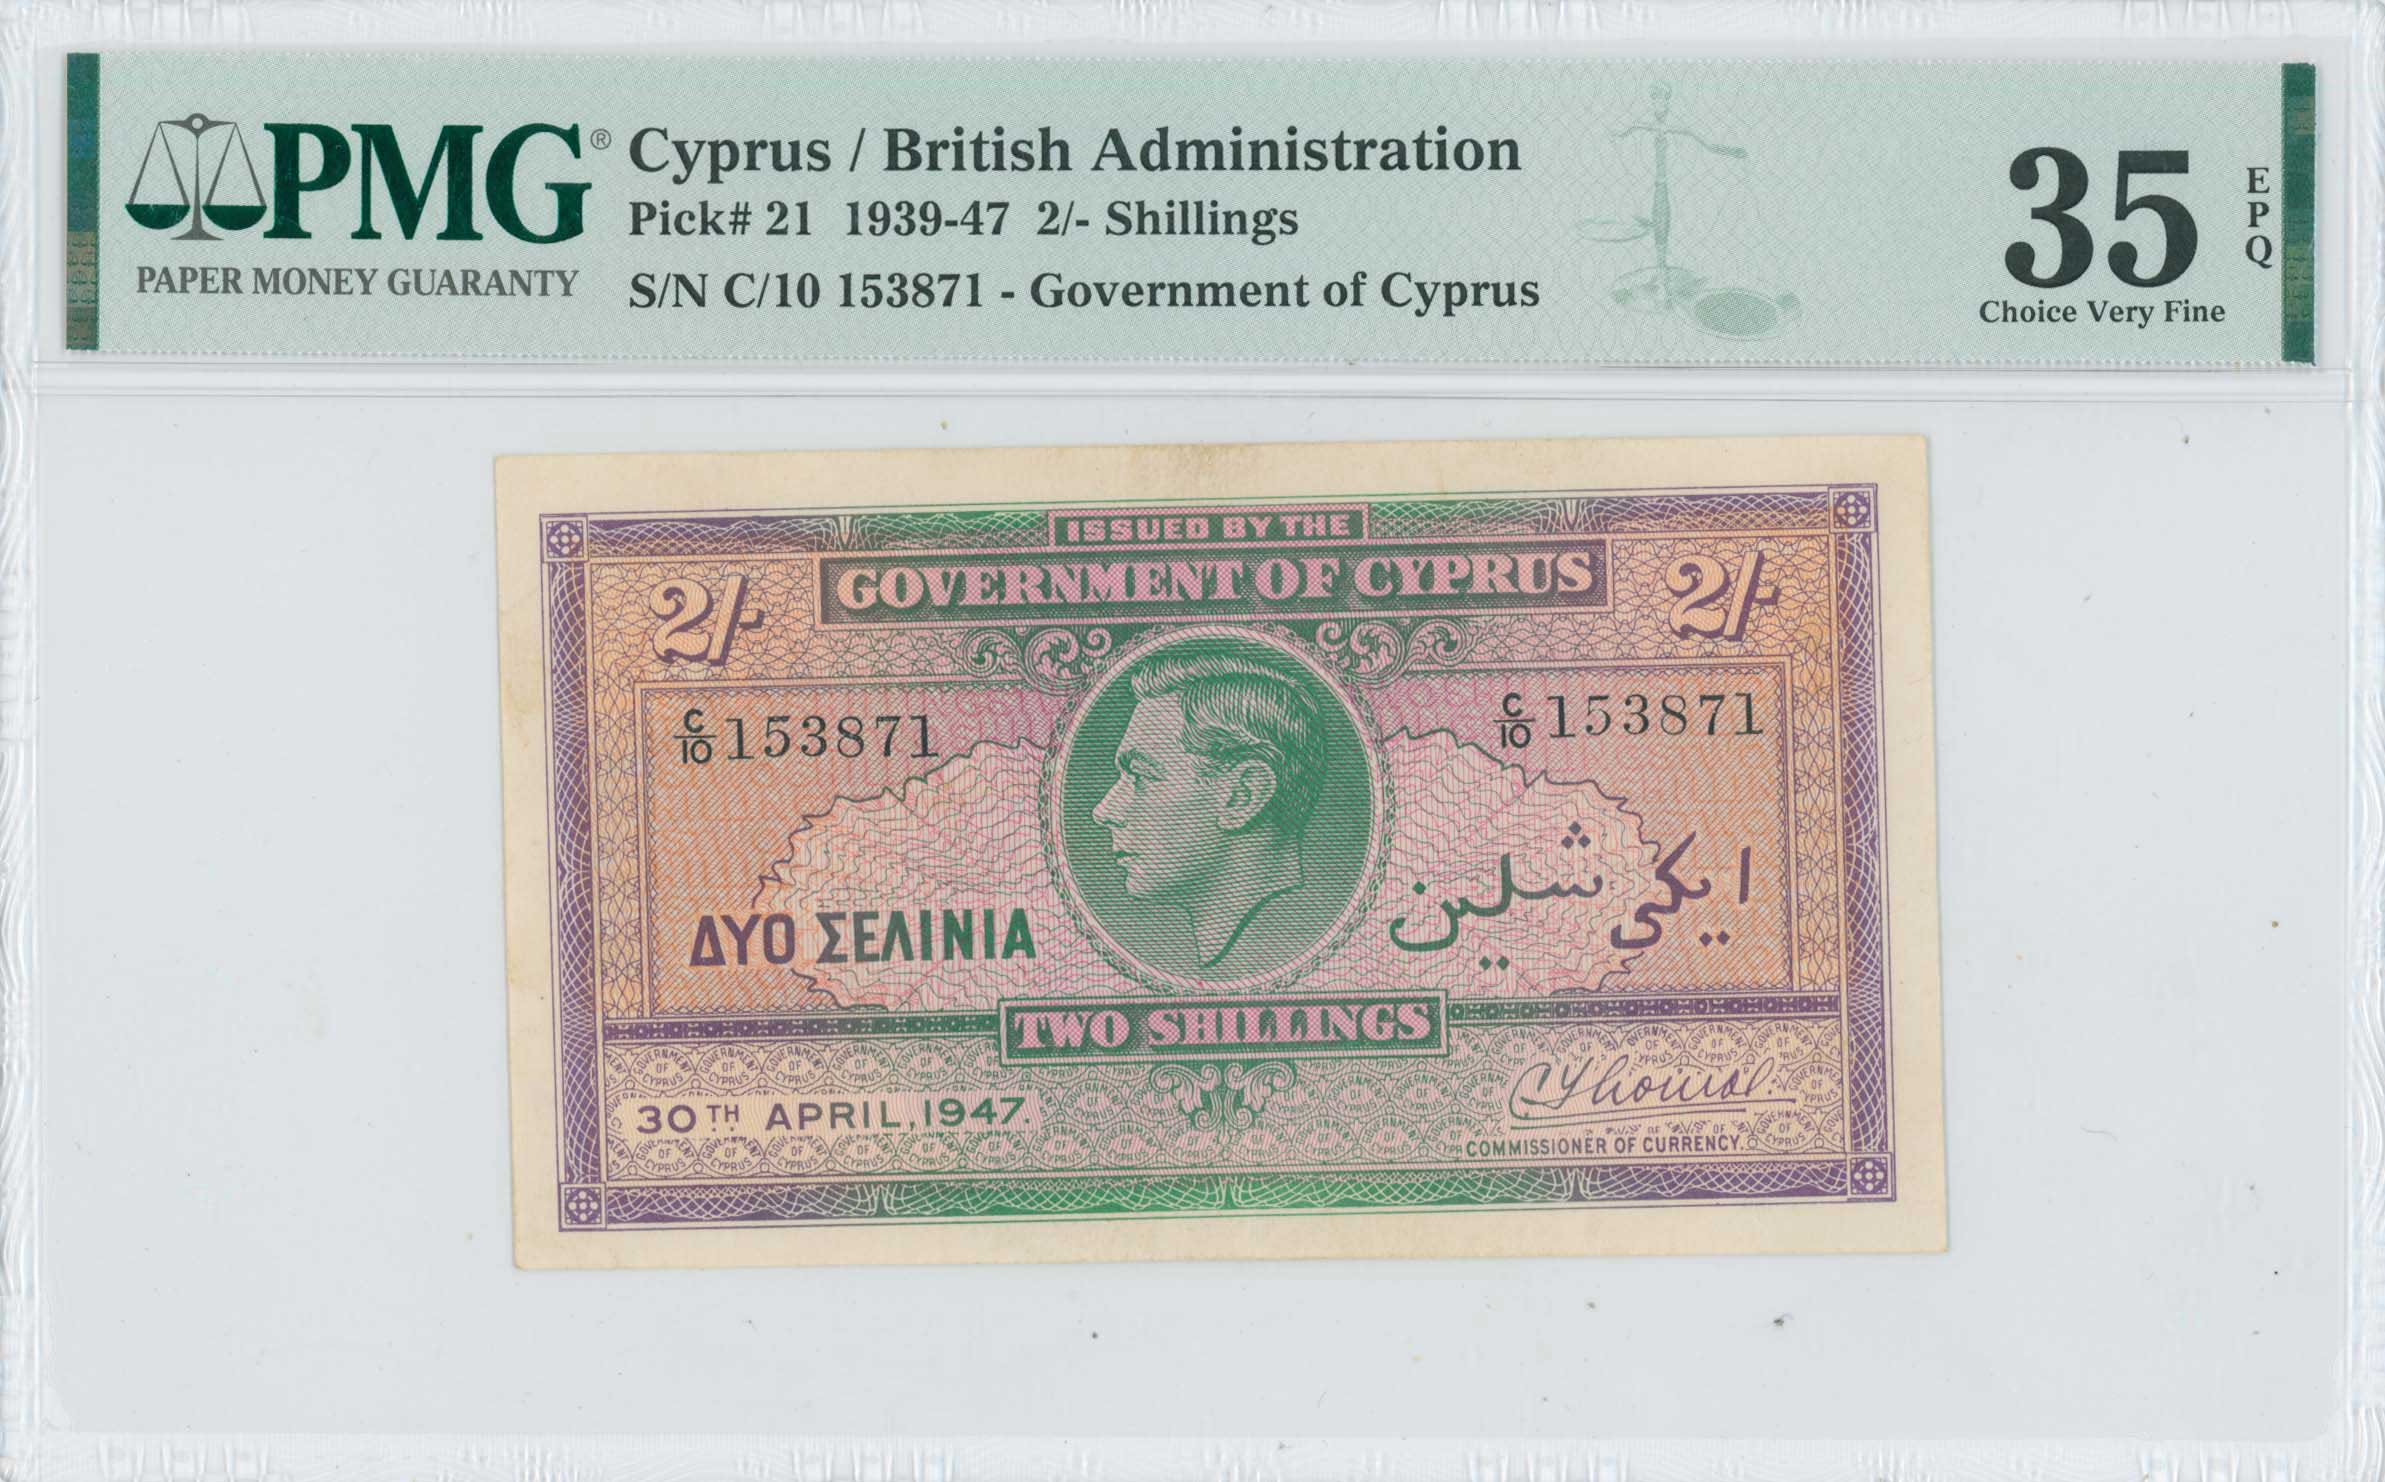 PMG®
PAPER MONEY GUARANTY
Cyprus / British Administration
Pick# 21 1939-47 2/- Shillings
S/N C/10 153871 - Government of Cyprus
35
EPQ
Choice Very Fine
ISSUED BY THE
GOVERNMENT OF CYPRUS
2/- 2/-
C/10 153871 C/10 153871
ΔΥΟ ΣΕΛΙΝΙΑ
ایكی شلین
TWO SHILLINGS
30TH APRIL, 1947.
COMMISSIONER OF CURRENCY.